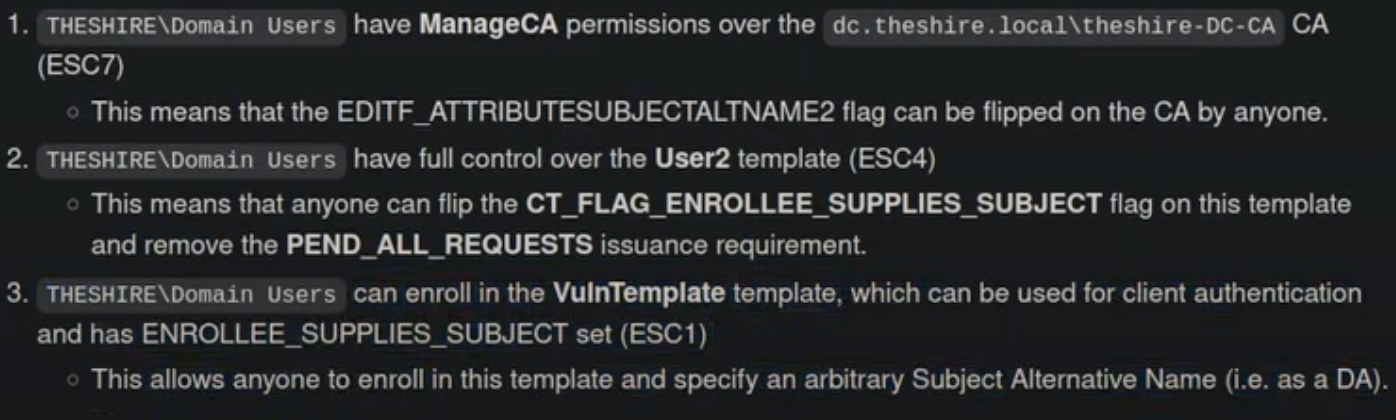 1. THESHIRE\Domain Users have ManageCA permissions over the dc.theshire.local\theshire-DC-CA CA
(ESC7)
○ This means that the EDITF_ATTRIBUTESUBJECTALTNAME2 flag can be flipped on the CA by anyone.
2. THESHIRE\Domain Users have full control over the User2 template (ESC4)
○ This means that anyone can flip the CT_FLAG_ENROLLEE_SUPPLIES_SUBJECT flag on this template
and remove the PEND_ALL_REQUESTS issuance requirement.
3. THESHIRE\Domain Users can enroll in the VulnTemplate template, which can be used for client authentication
and has ENROLLEE_SUPPLIES_SUBJECT set (ESC1)
○ This allows anyone to enroll in this template and specify an arbitrary Subject Alternative Name (i.e. as a DA).